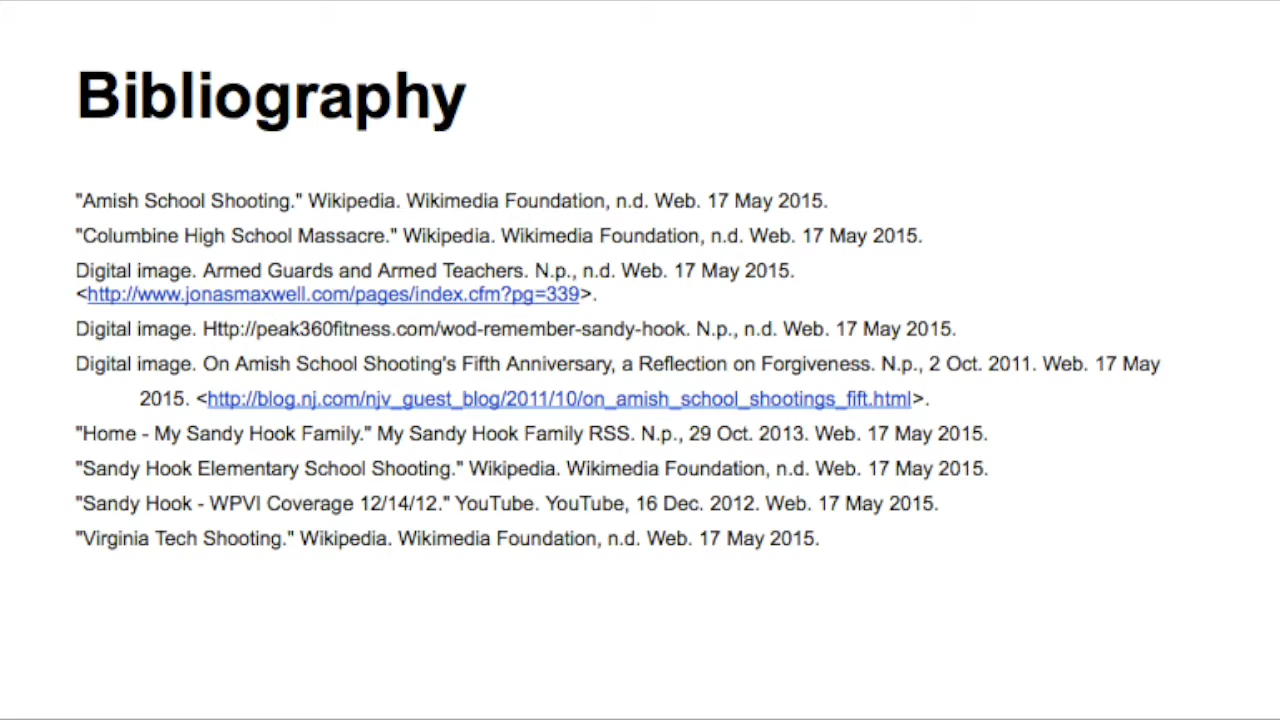 Bibliography
"Amish School Shooting." Wikipedia. Wikimedia Foundation, n.d. Web. 17 May 2015.
"Columbine High School Massacre." Wikipedia. Wikimedia Foundation, n.d. Web. 17 May 2015.
Digital image. Armed Guards and Armed Teachers. N.p., n.d. Web. 17 May 2015.
<http://www.jonasmaxwell.com/pages/index.cfm?pg=339>.
Digital image. Http://peak360fitness.com/wod-remember-sandy-hook. N.p., n.d. Web. 17 May 2015.
Digital image. On Amish School Shooting's Fifth Anniversary, a Reflection on Forgiveness. N.p., 2 Oct. 2011. Web. 17 May
2015. <http://blog.nj.com/njv_guest_blog/2011/10/on_amish_school_shootings_fift.html>.
"Home - My Sandy Hook Family." My Sandy Hook Family RSS. N.p., 29 Oct. 2013. Web. 17 May 2015.
"Sandy Hook Elementary School Shooting." Wikipedia. Wikimedia Foundation, n.d. Web. 17 May 2015.
"Sandy Hook - WPVI Coverage 12/14/12." YouTube. YouTube, 16 Dec. 2012. Web. 17 May 2015.
"Virginia Tech Shooting." Wikipedia. Wikimedia Foundation, n.d. Web. 17 May 2015.